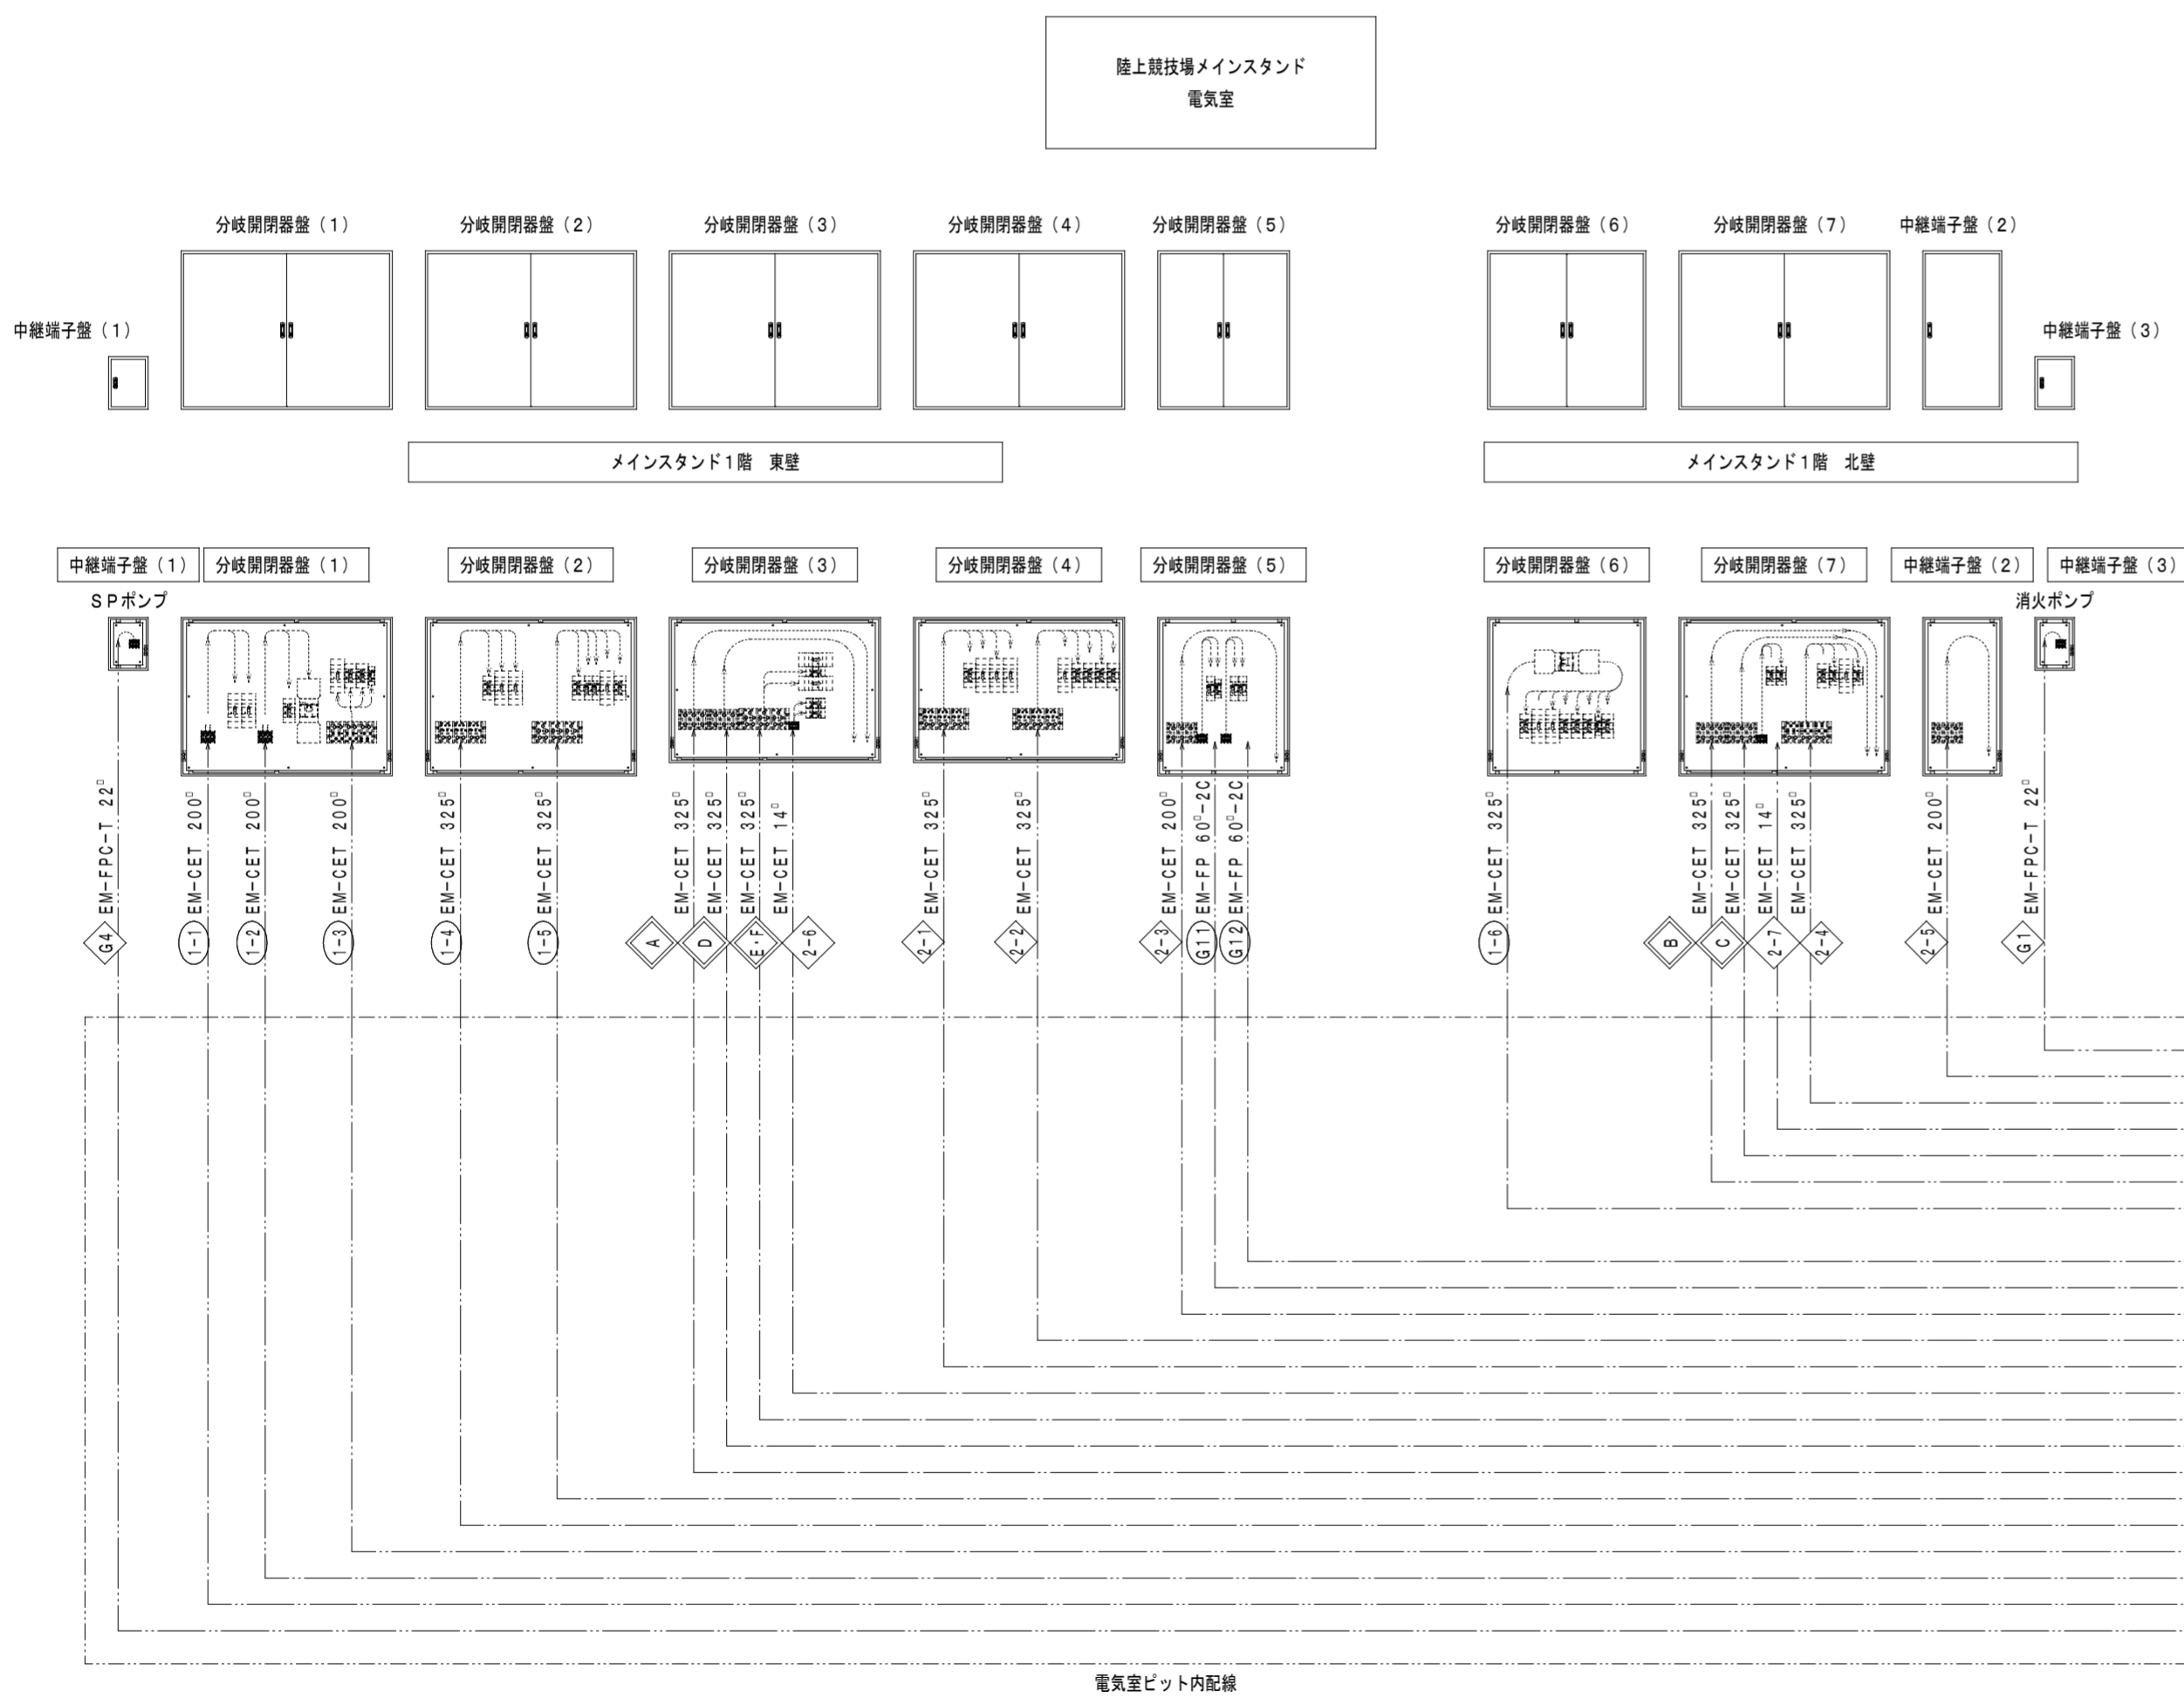 陸上競技場メインスタンド
電気室
分岐開閉器盤（1）
分岐開閉器盤（2）
分岐開閉器盤（3）
分岐開閉器盤（4）
分岐開閉器盤（5）
分岐開閉器盤（6）
分岐開閉器盤（7）
中継端子盤（2）
中継端子盤（1）
中継端子盤（3）
メインスタンド1階　東壁
メインスタンド1階　北壁
中継端子盤（1）
分岐開閉器盤（1）
分岐開閉器盤（2）
分岐開閉器盤（3）
分岐開閉器盤（4）
分岐開閉器盤（5）
分岐開閉器盤（6）
分岐開閉器盤（7）
中継端子盤（2）
中継端子盤（3）
SPポンプ
消火ポンプ
G4 EM-FPC-T 22□
1-1 EM-CET 200□
1-2 EM-CET 200□
1-3 EM-CET 200□
1-4 EM-CET 325□
1-5 EM-CET 325□
A EM-CET 325□
D EM-CET 325□
E・F EM-CET 325□
2-6 EM-CET 14□
2-1 EM-CET 325□
2-2 EM-CET 325□
2-3 EM-CET 200□
G11 EM-FP 60□-2C
G12 EM-FP 60□-2C
1-6 EM-CET 325□
B EM-CET 325□
C EM-CET 325□
2-7 EM-CET 14□
2-4 EM-CET 325□
2-5 EM-CET 200□
G1 EM-FPC-T 22□
電気室ピット内配線